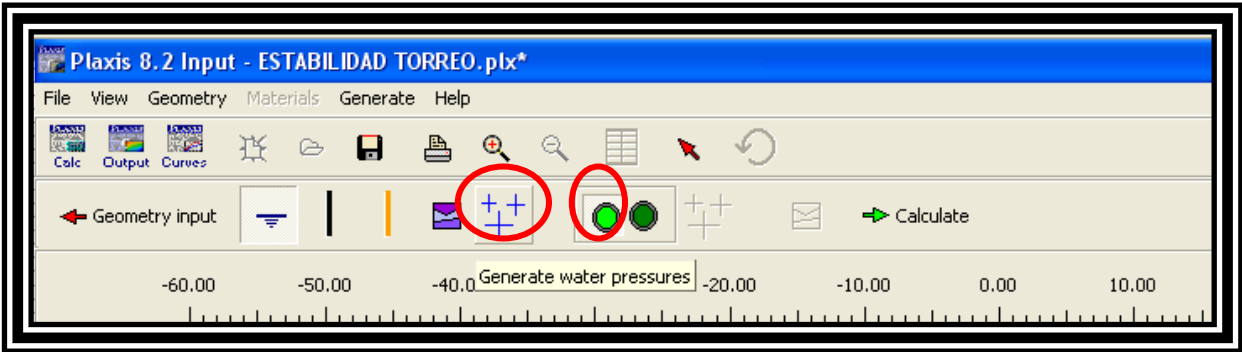 Plaxis 8.2 Input - ESTABILIDAD TORREO.plx*
File View Geometry Materials Generate Help
Calc Output Curves
Geometry input Calculate
Generate water pressures
-60.00 -50.00 -40.0 -20.00 -10.00 0.00 10.00